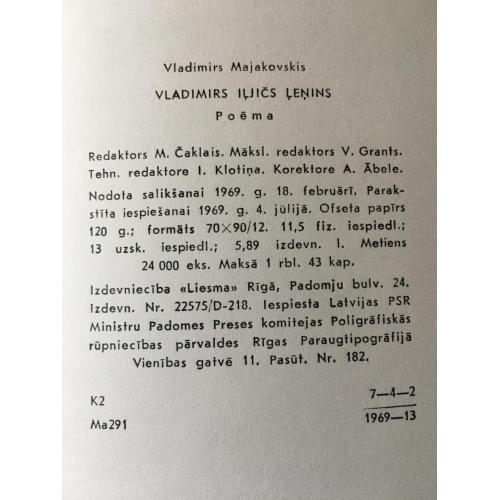 Vladimirs Majakovskis
VLADIMIRS IĻJIČS ĻEŅINS
Poēma
Redaktors M. Čaklais. Māksl. redaktors V. Grants.
Tehn. redaktore I. Klotiņa. Korektore A. Ābele.
Nodota salikšanai 1969. g. 18. februārī. Parak-
stīta iespiešanai 1969. g. 4. jūlijā. Ofseta papīrs
120 g.; formāts 70×90/12. 11,5 fiz. iespiedl.;
13 uzsk. iespiedl.; 5,89 izdevn. l. Metiens
24 000 eks. Maksā 1 rbl. 43 kap.
Izdevniecība «Liesma» Rīgā, Padomju bulv. 24.
Izdevn. Nr. 22575/D-218. Iespiesta Latvijas PSR
Ministru Padomes Preses komitejas Poligrāfiskās
rūpniecības pārvaldes Rīgas Paraugtipogrāfijā
Vienības gatvē 11. Pasūt. Nr. 182.
K2 7—4—2
Ma291 1969—13